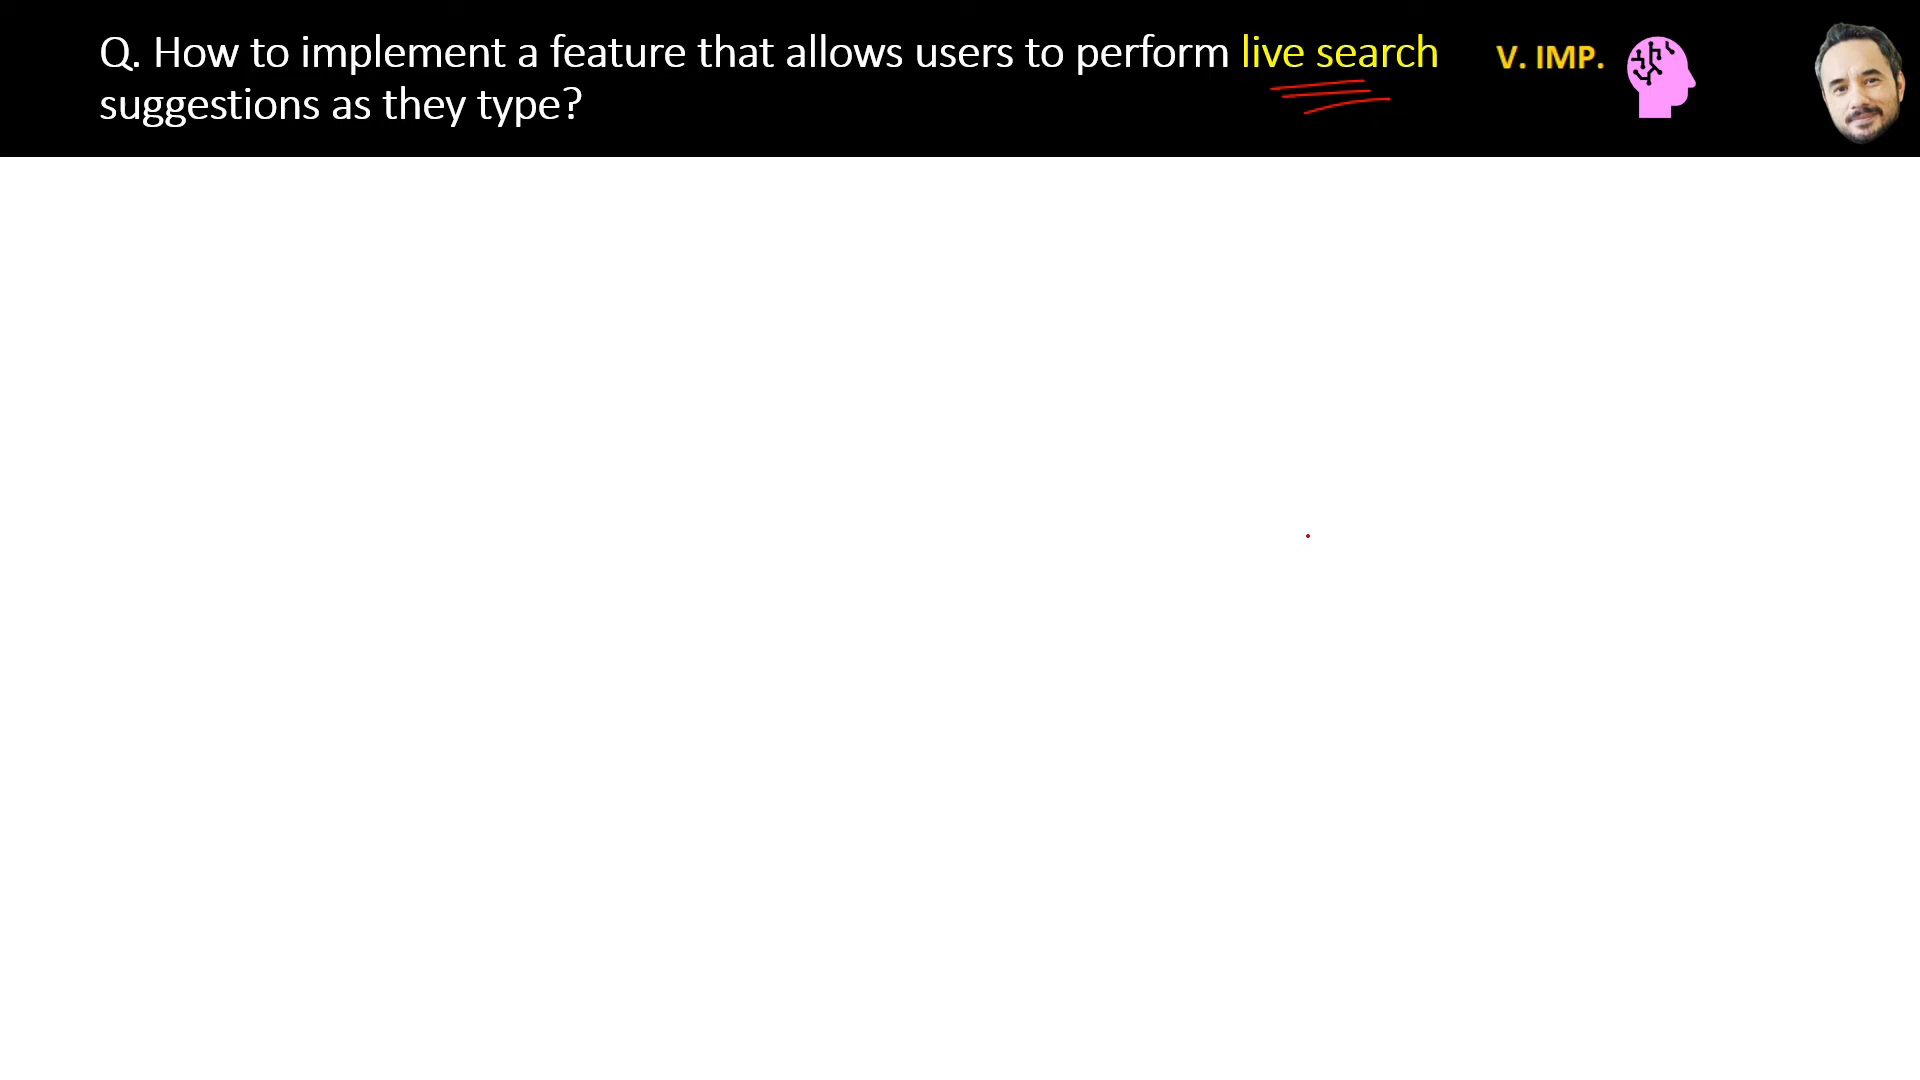 Q. How to implement a feature that allows users to perform live search V. IMP.
suggestions as they type?